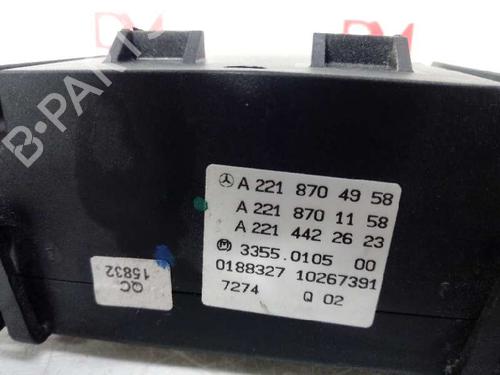 DM
B-PARTS
A 221 870 49 58
A 221 870 11 58
A 221 442 26 23
M 3355.0105 00
0188327 10267391
7274 Q 02
QC
15832